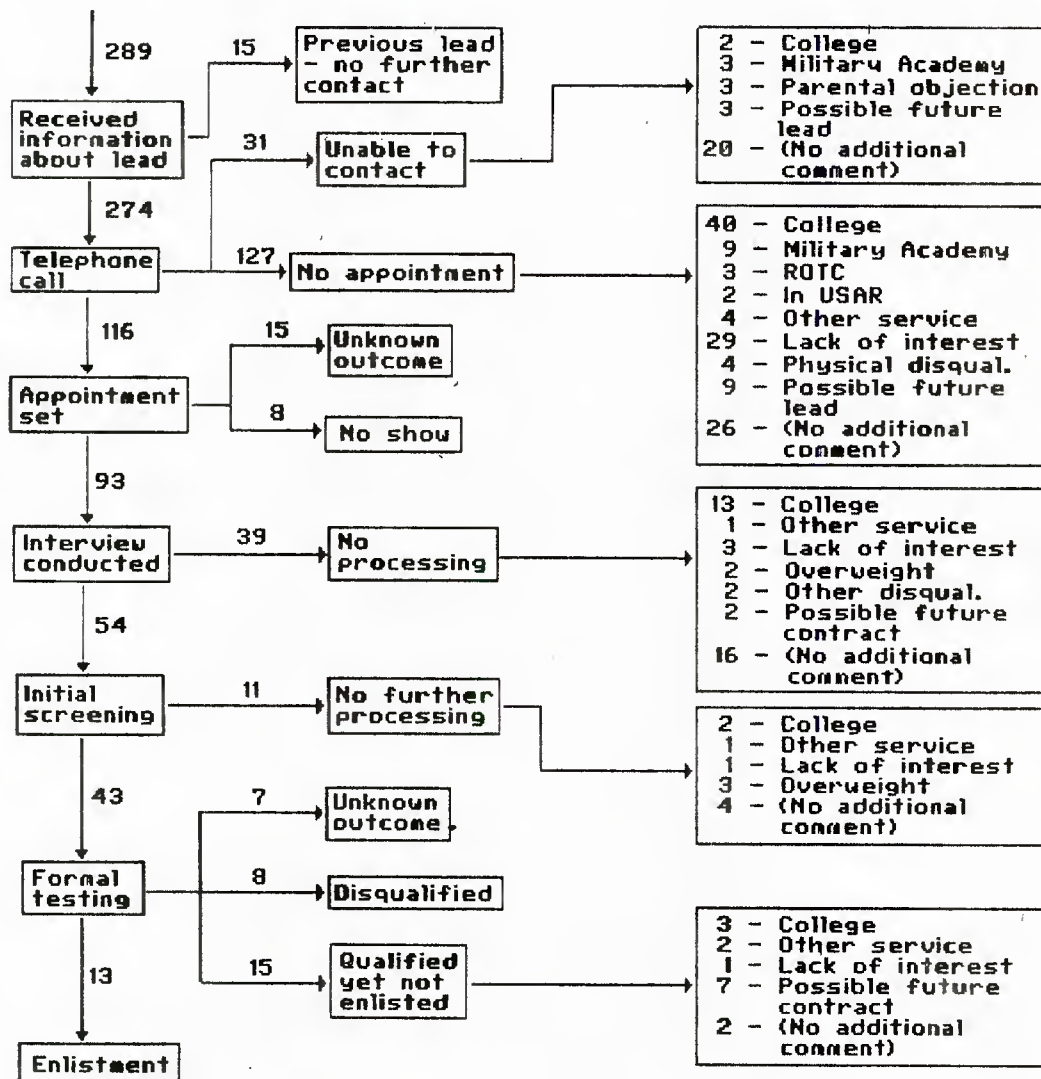 289
15
Previous lead
- no further
contact
Received
information
about lead
31
Unable to
contact
2 - College
3 - Military Academy
3 - Parental objection
3 - Possible future
lead
20 - (No additional
comment)
274
Telephone
call
127
No appointment
40 - College
9 - Military Academy
3 - ROTC
2 - In USAR
4 - Other service
29 - Lack of interest
4 - Physical disqual.
9 - Possible future
lead
26 - (No additional
comment)
116
15
Unknown
outcome
Appointment
set
8
No show
93
Interview
conducted
39
No
processing
13 - College
1 - Other service
3 - Lack of interest
2 - Overweight
2 - Other disqual.
2 - Possible future
contract
16 - (No additional
comment)
54
Initial
screening
11
No further
processing
2 - College
1 - Other service
1 - Lack of interest
3 - Overweight
4 - (No additional
comment)
43
7
Unknown
outcome
Formal
testing
8
Disqualified
15
Qualified
yet not
enlisted
3 - College
2 - Other service
1 - Lack of interest
7 - Possible future
contract
2 - (No additional
comment)
13
Enlistment